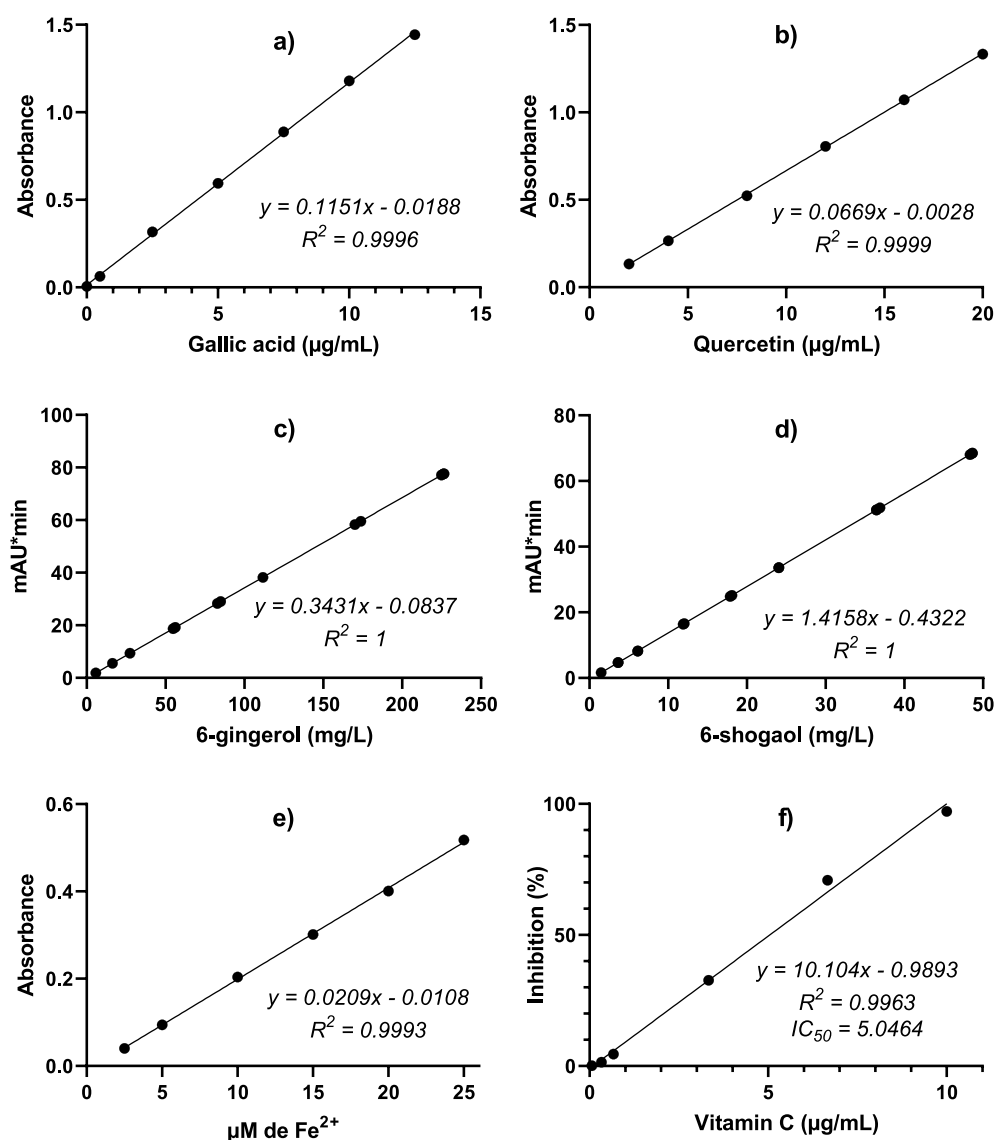 a)
1.5
1.0
0.5
0.0
Absorbance
y = 0.1151x - 0.0188
R² = 0.9996
0 5 10 15
Gallic acid (µg/mL)
b)
1.5
1.0
0.5
0.0
Absorbance
y = 0.0669x - 0.0028
R² = 0.9999
0 5 10 15 20
Quercetin (µg/mL)
c)
100
80
60
40
20
0
mAU*min
y = 0.3431x - 0.0837
R² = 1
0 50 100 150 200 250
6-gingerol (mg/L)
d)
80
60
40
20
0
mAU*min
y = 1.4158x - 0.4322
R² = 1
0 10 20 30 40 50
6-shogaol (mg/L)
e)
0.6
0.4
0.2
0.0
Absorbance
y = 0.0209x - 0.0108
R² = 0.9993
0 5 10 15 20 25
µM de Fe²⁺
f)
100
50
0
Inhibition (%)
y = 10.104x - 0.9893
R² = 0.9963
IC₅₀ = 5.0464
0 5 10
Vitamin C (µg/mL)